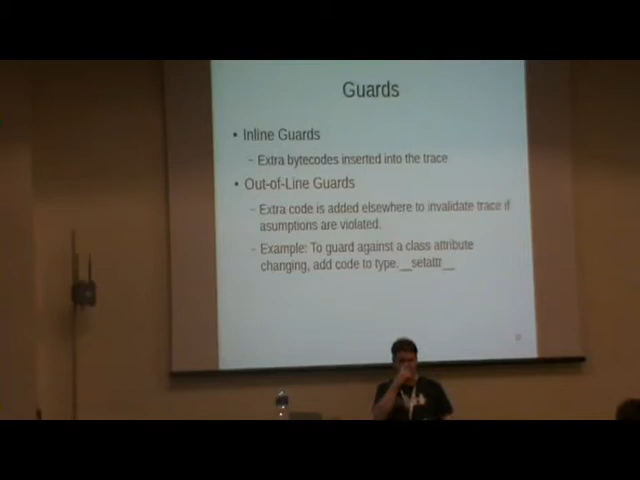 Guards
• Inline Guards
– Extra bytecodes inserted into the trace
• Out-of-Line Guards
– Extra code is added elsewhere to invalidate trace if
asumptions are violated.
– Example: To guard against a class attribute
changing, add code to type.__setattr__